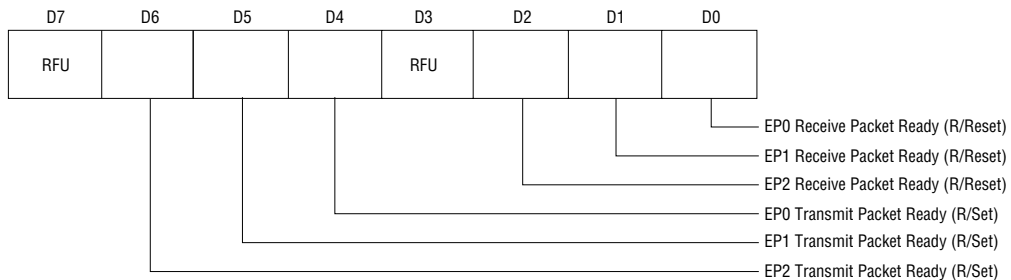 D7 D6 D5 D4 D3 D2 D1 D0
RFU RFU
EP0 Receive Packet Ready (R/Reset)
EP1 Receive Packet Ready (R/Reset)
EP2 Receive Packet Ready (R/Reset)
EP0 Transmit Packet Ready (R/Set)
EP1 Transmit Packet Ready (R/Set)
EP2 Transmit Packet Ready (R/Set)